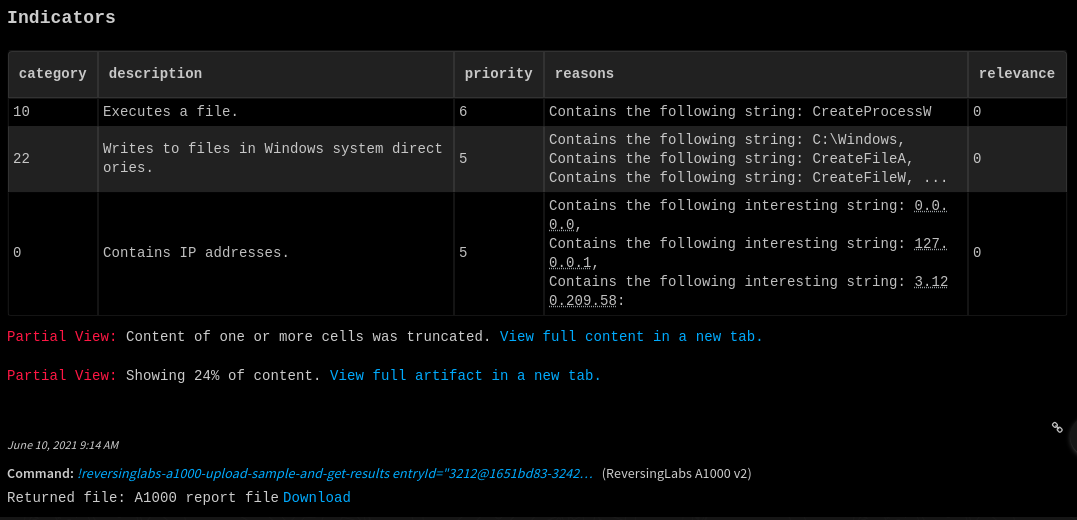 Indicators
category description priority reasons relevance
10 Executes a file. 6 Contains the following string: CreateProcessW 0
22 Writes to files in Windows system direct
ories. 5 Contains the following string: C:\Windows,
Contains the following string: CreateFileA,
Contains the following string: CreateFileW, ... 0
0 Contains IP addresses. 5 Contains the following interesting string: 0.0.
0.0,
Contains the following interesting string: 127.
0.0.1,
Contains the following interesting string: 3.12
0.209.58: 0
Partial View: Content of one or more cells was truncated. View full content in a new tab.
Partial View: Showing 24% of content. View full artifact in a new tab.
June 10, 2021 9:14 AM
Command: !reversinglabs-a1000-upload-sample-and-get-results entryId="3212@1651bd83-3242... (ReversingLabs A1000 v2)
Returned file: A1000 report file Download